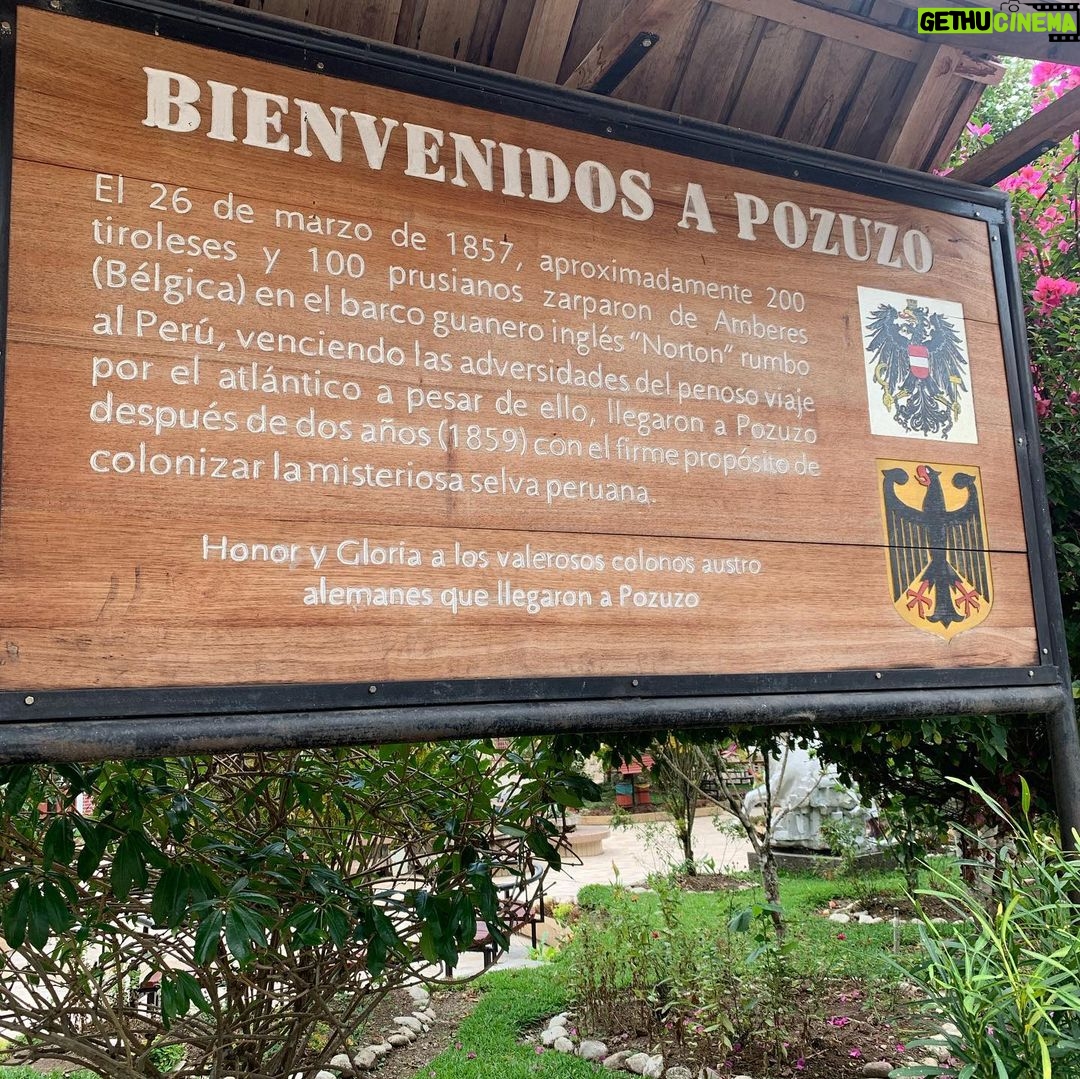 GETHUCINEMA
BIENVENIDOS A POZUZO
El 26 de marzo de 1857, aproximadamente 200
tiroleses y 100 prusianos zarparon de Amberes
(Bélgica) en el barco guanero inglés "Norton" rumbo
al Perú, venciendo las adversidades del penoso viaje
por el atlántico a pesar de ello, llegaron a Pozuzo
después de dos años (1859) con el firme propósito de
colonizar la misteriosa selva peruana.
Honor y Gloria a los valerosos colonos austro
alemanes que llegaron a Pozuzo